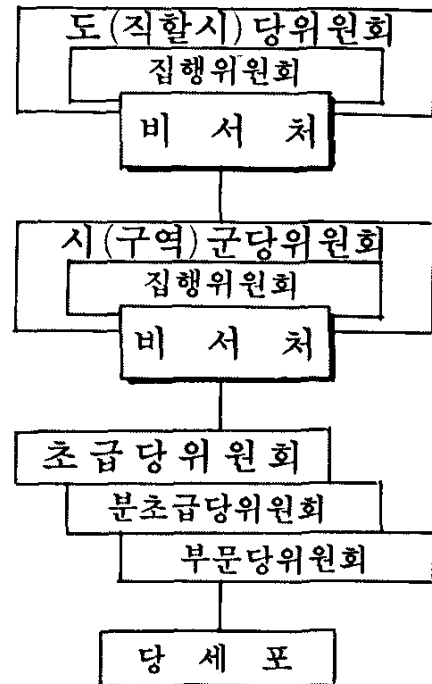 도(직할시)당위원회
집행위원회
비 서 처
시(구역)군당위원회
집행위원회
비 서 처
초급당위원회
분초급당위원회
부문당위원회
당 세 포